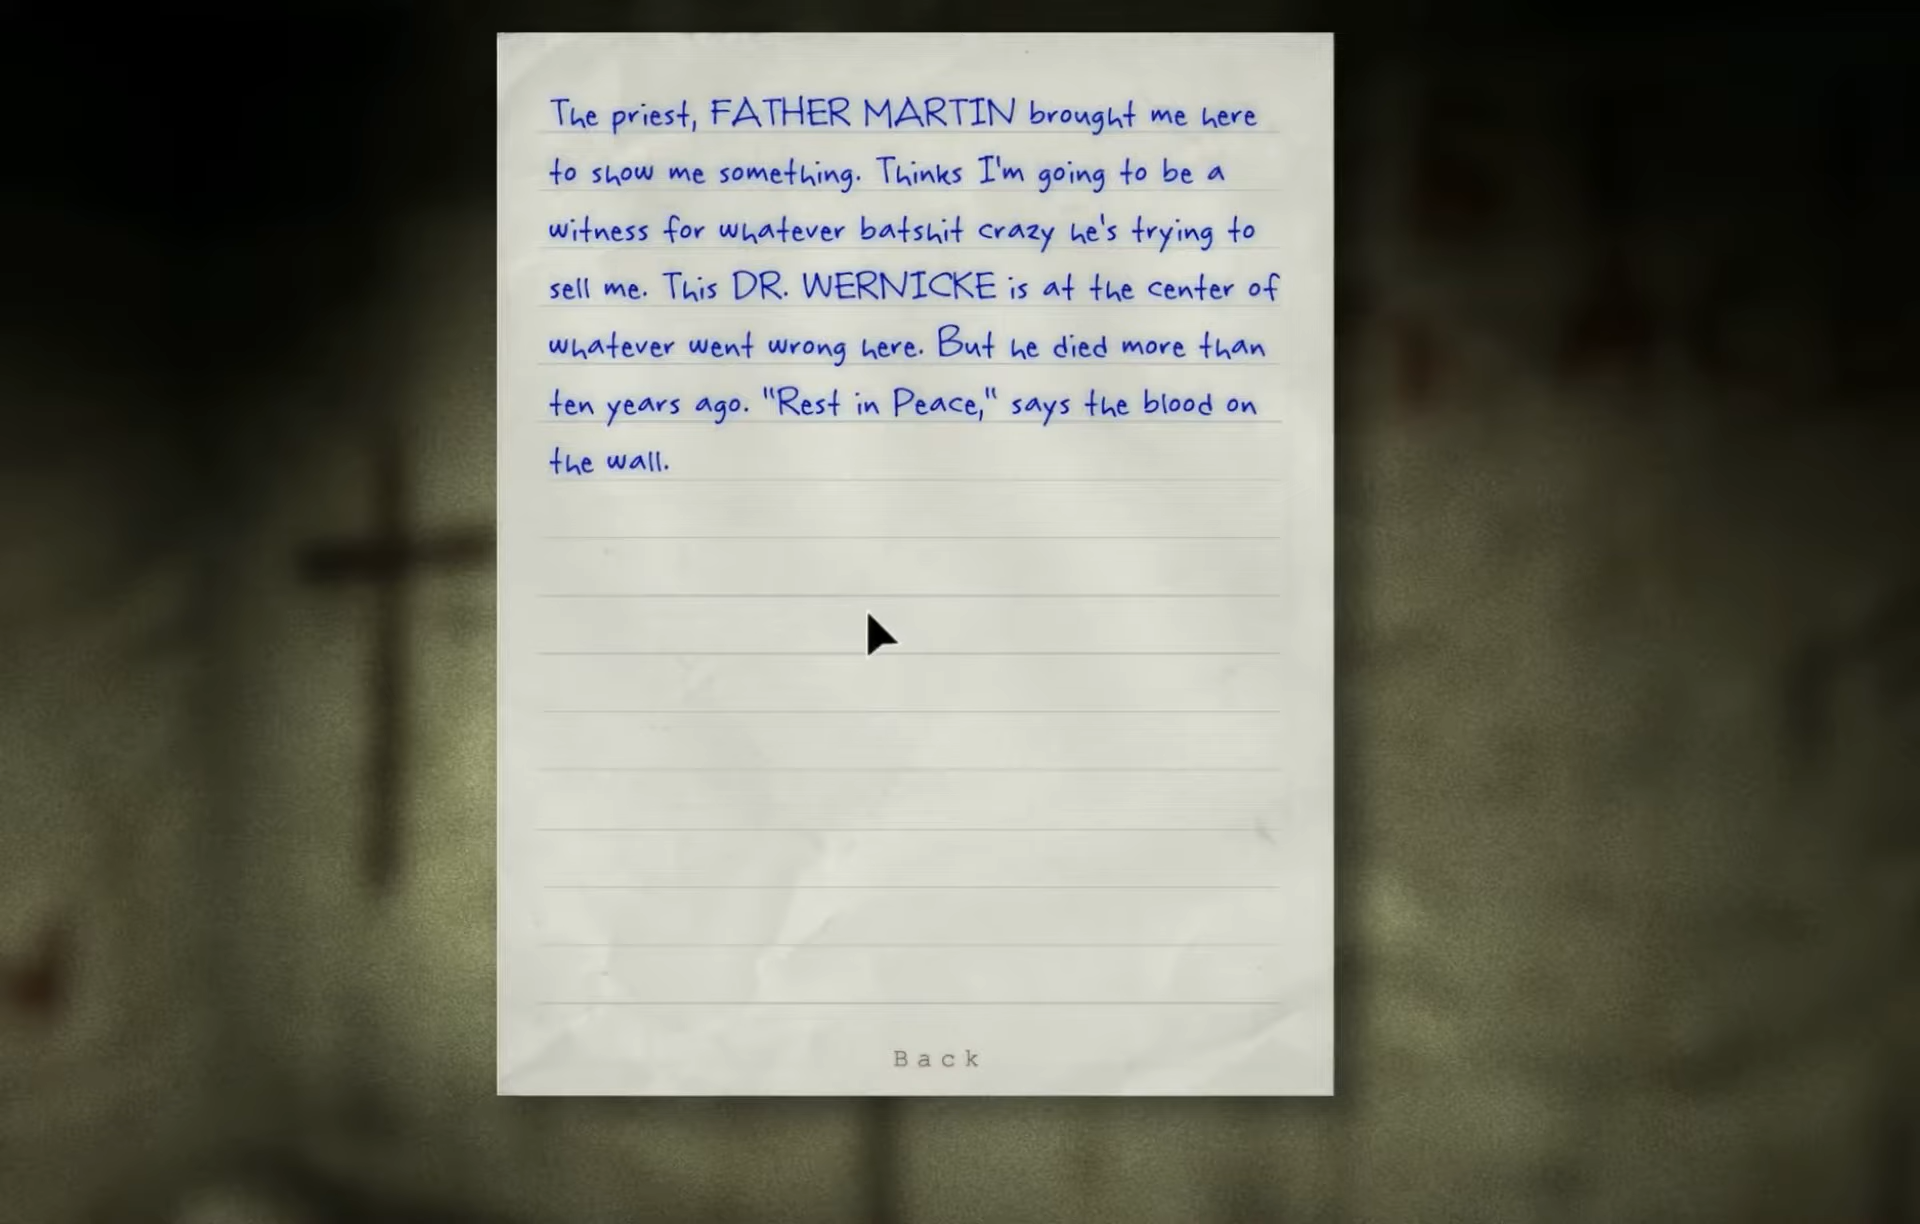 The priest, FATHER MARTIN brought me here
to show me something. Thinks I'm going to be a
witness for whatever batshit crazy he's trying to
sell me. This DR. WERNICKE is at the center of
whatever went wrong here. But he died more than
ten years ago. "Rest in Peace," says the blood on
the wall.
Back